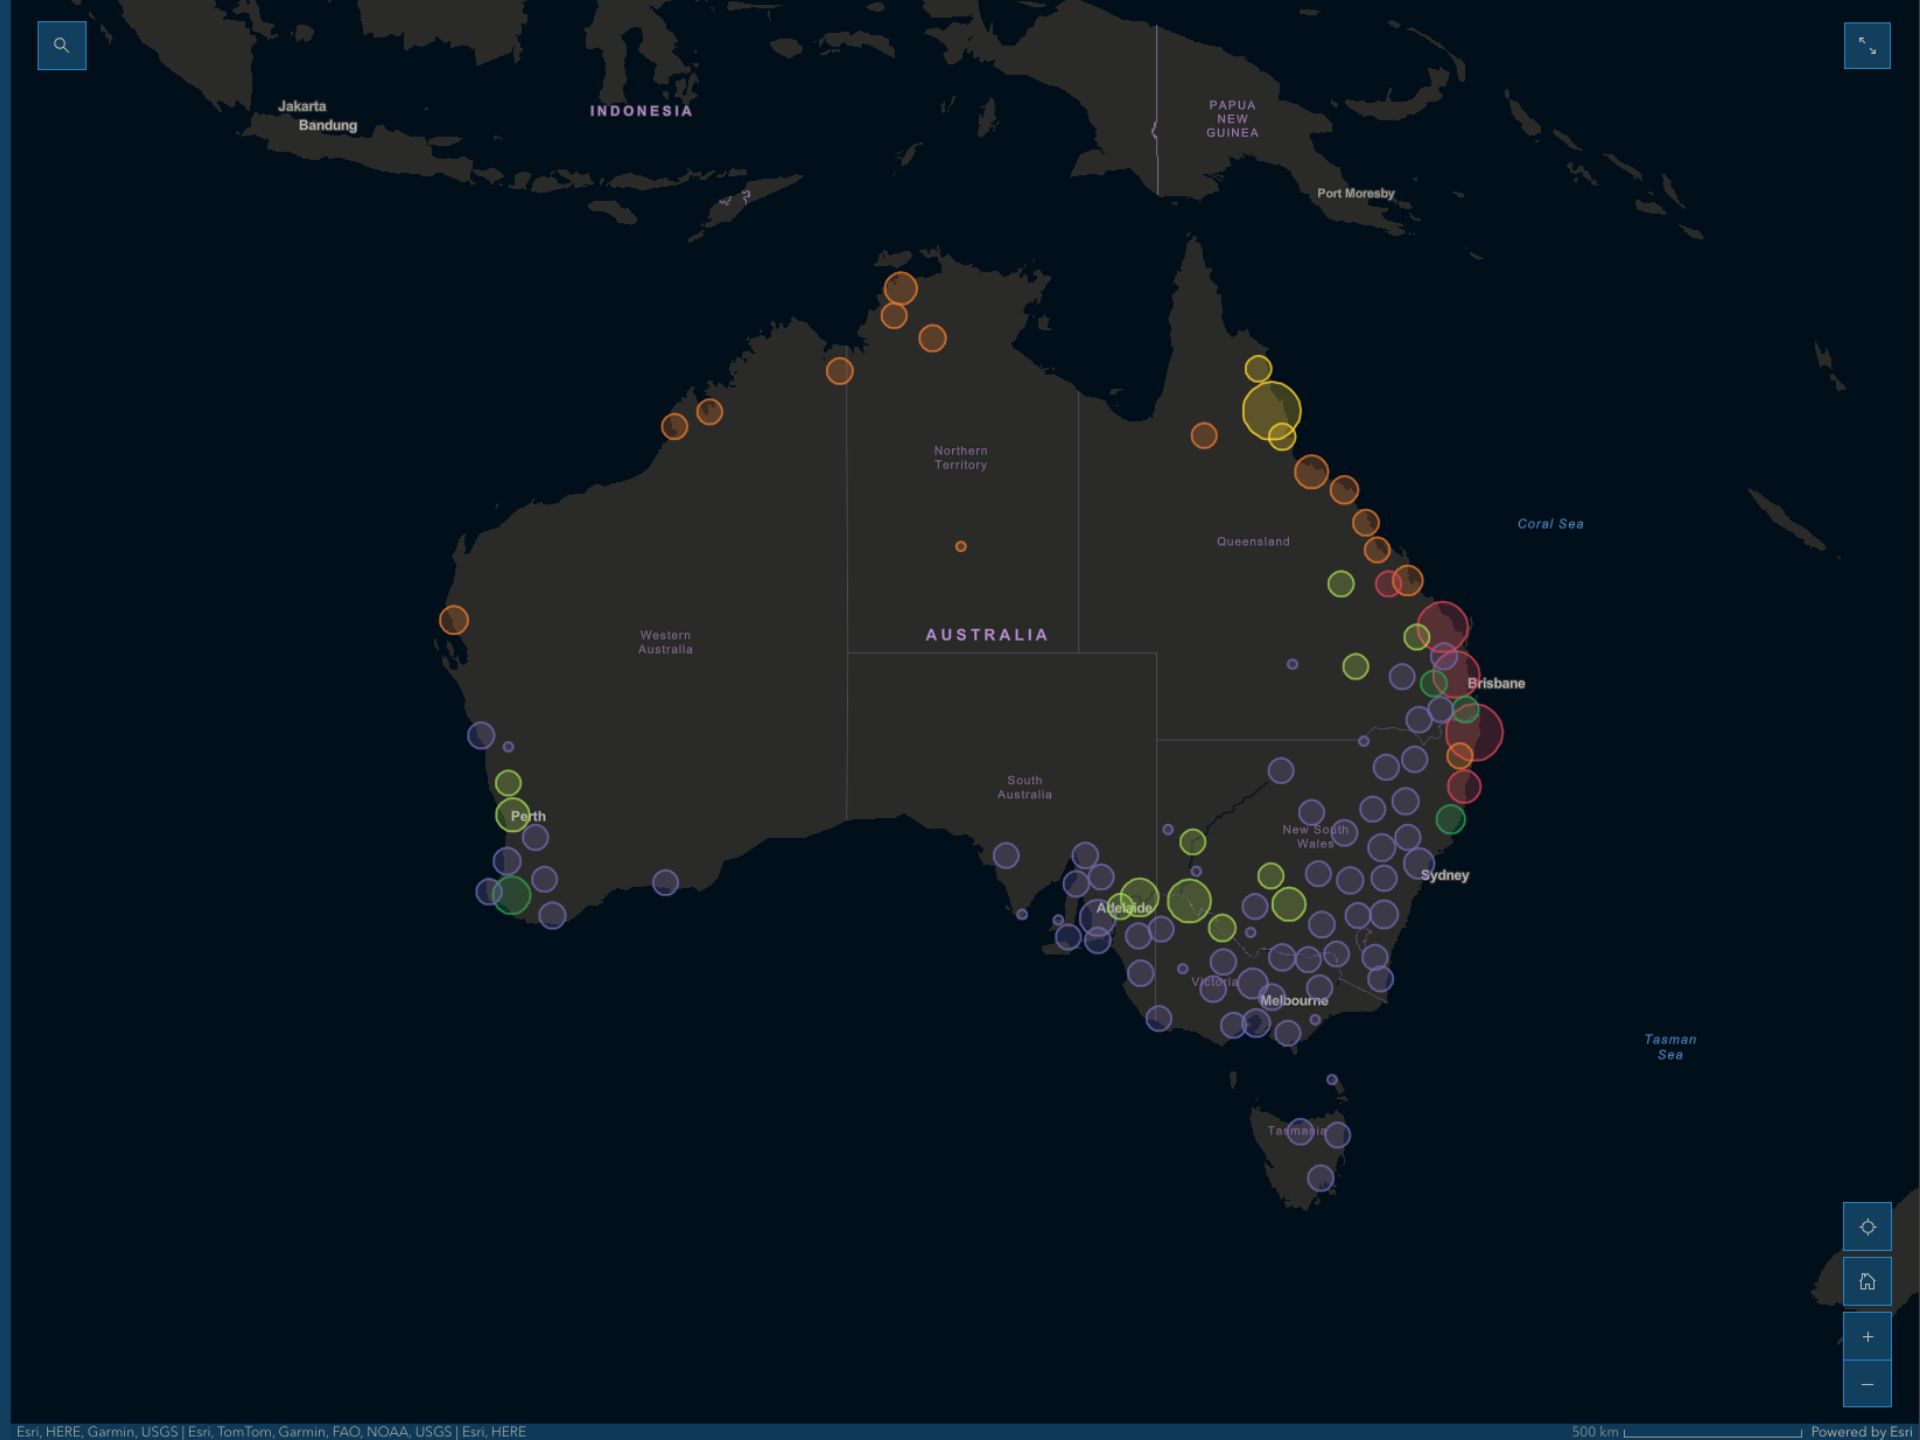 Jakarta
Bandung
INDONESIA
PAPUA
NEW
GUINEA
Port Moresby
Northern
Territory
Coral Sea
Queensland
Western
Australia
AUSTRALIA
Brisbane
South
Australia
Perth
New South
Wales
Sydney
Adelaide
Victoria
Melbourne
Tasman
Sea
Tasmania
Esri, HERE, Garmin, USGS | Esri, TomTom, Garmin, FAO, NOAA, USGS | Esri, HERE
500 km
Powered by Esri